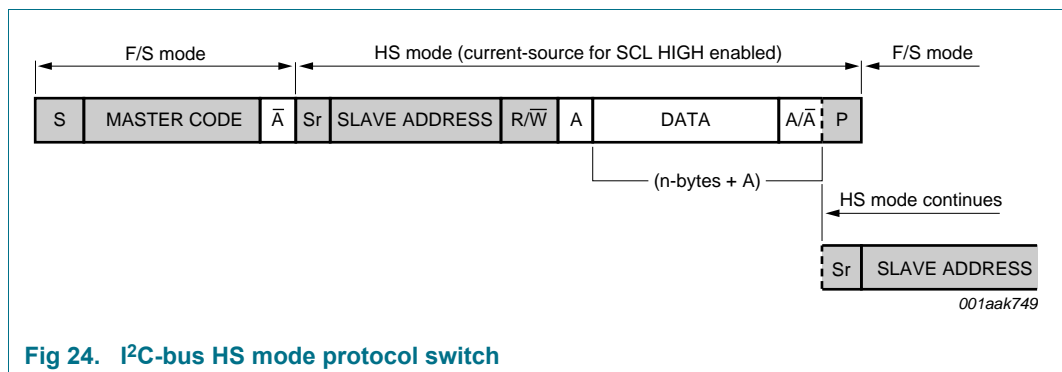 F/S mode HS mode (current-source for SCL HIGH enabled) F/S mode
S MASTER CODE A̅ Sr SLAVE ADDRESS R/W̅ A DATA A/A̅ P
(n-bytes + A)
HS mode continues
Sr SLAVE ADDRESS
001aak749
Fig 24. I²C-bus HS mode protocol switch